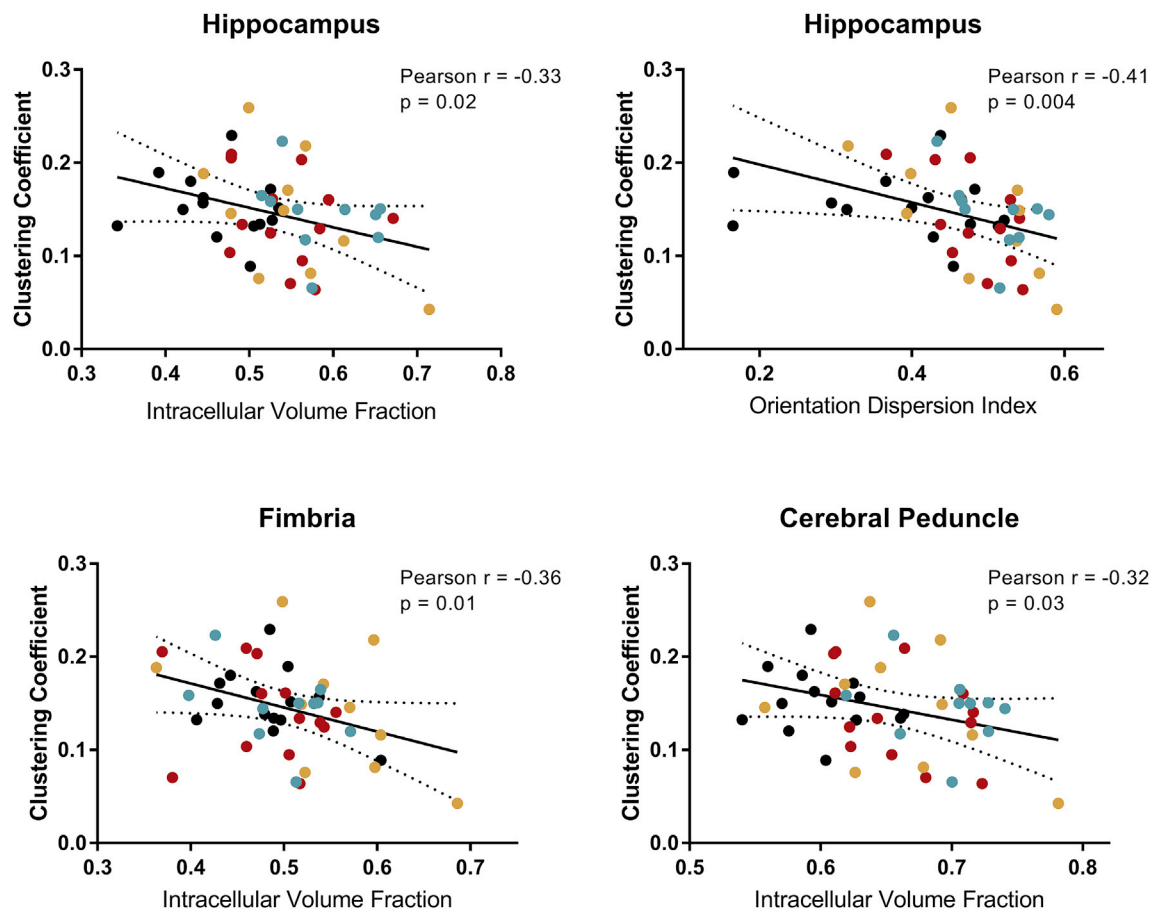 Hippocampus
Pearson r = -0.33
p = 0.02
Clustering Coefficient
0.3
0.2
0.1
0.0
0.3 0.4 0.5 0.6 0.7 0.8
Intracellular Volume Fraction
Hippocampus
Pearson r = -0.41
p = 0.004
Clustering Coefficient
0.3
0.2
0.1
0.0
0.2 0.4 0.6
Orientation Dispersion Index
Fimbria
Pearson r = -0.36
p = 0.01
Clustering Coefficient
0.3
0.2
0.1
0.0
0.3 0.4 0.5 0.6 0.7
Intracellular Volume Fraction
Cerebral Peduncle
Pearson r = -0.32
p = 0.03
Clustering Coefficient
0.3
0.2
0.1
0.0
0.5 0.6 0.7 0.8
Intracellular Volume Fraction